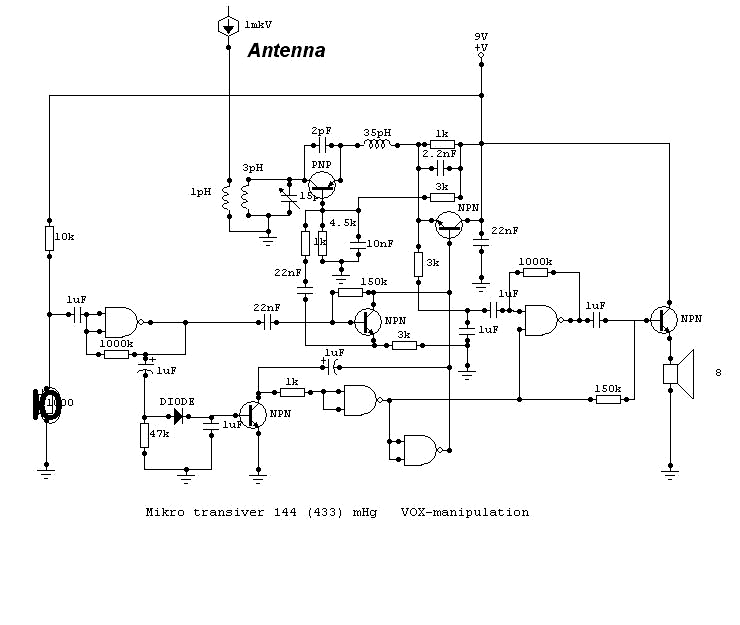 1mkV
Antenna
9V
+V
2pF
35pH
1k
2.2nF
PNP
3pH
1pH
3k
NPN
4.5k
10k
1k
10nF
22nF
3k
1000k
22nF
150k
1uF
22nF
NPN
1uF
1uF
1uF
NPN
1000k
3k
1uF
1uF
1uF
8
1k
150k
DIODE
NPN
1uF
47k
Mikro transiver 144 (433) mHg VOX-manipulation